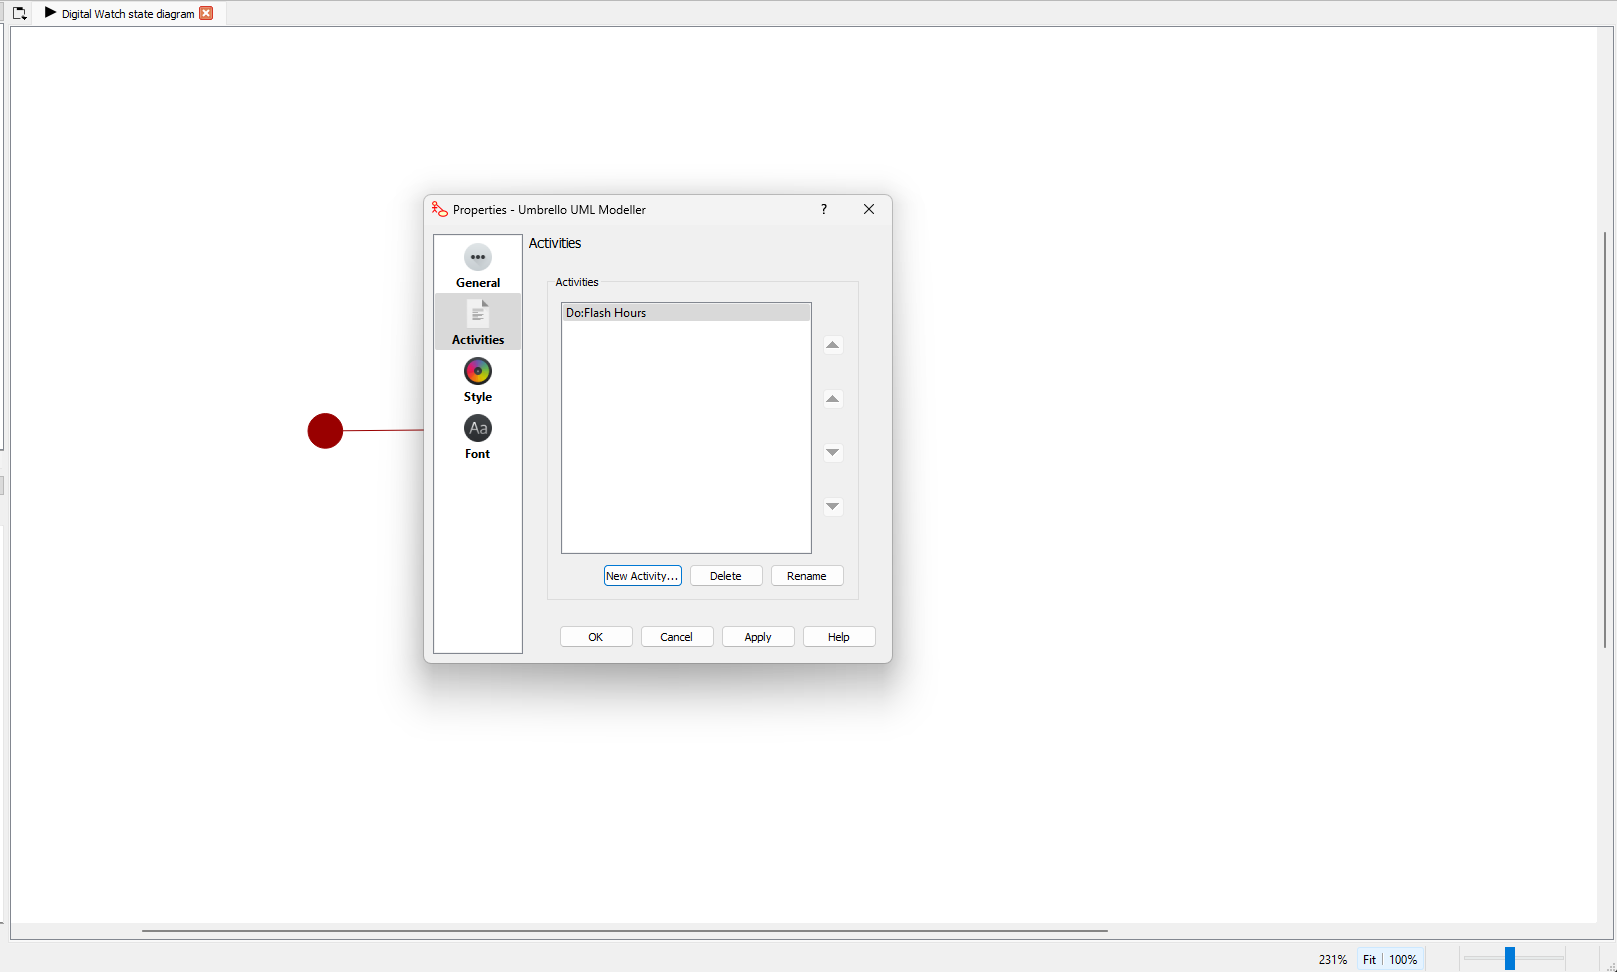 Digital Watch state diagram
Properties - Umbrello UML Modeller
?
General
Activities
Style
Aa
Font
Activities
Activities
Do:Flash Hours
New Activity...
Delete
Rename
OK
Cancel
Apply
Help
231%
Fit
100%